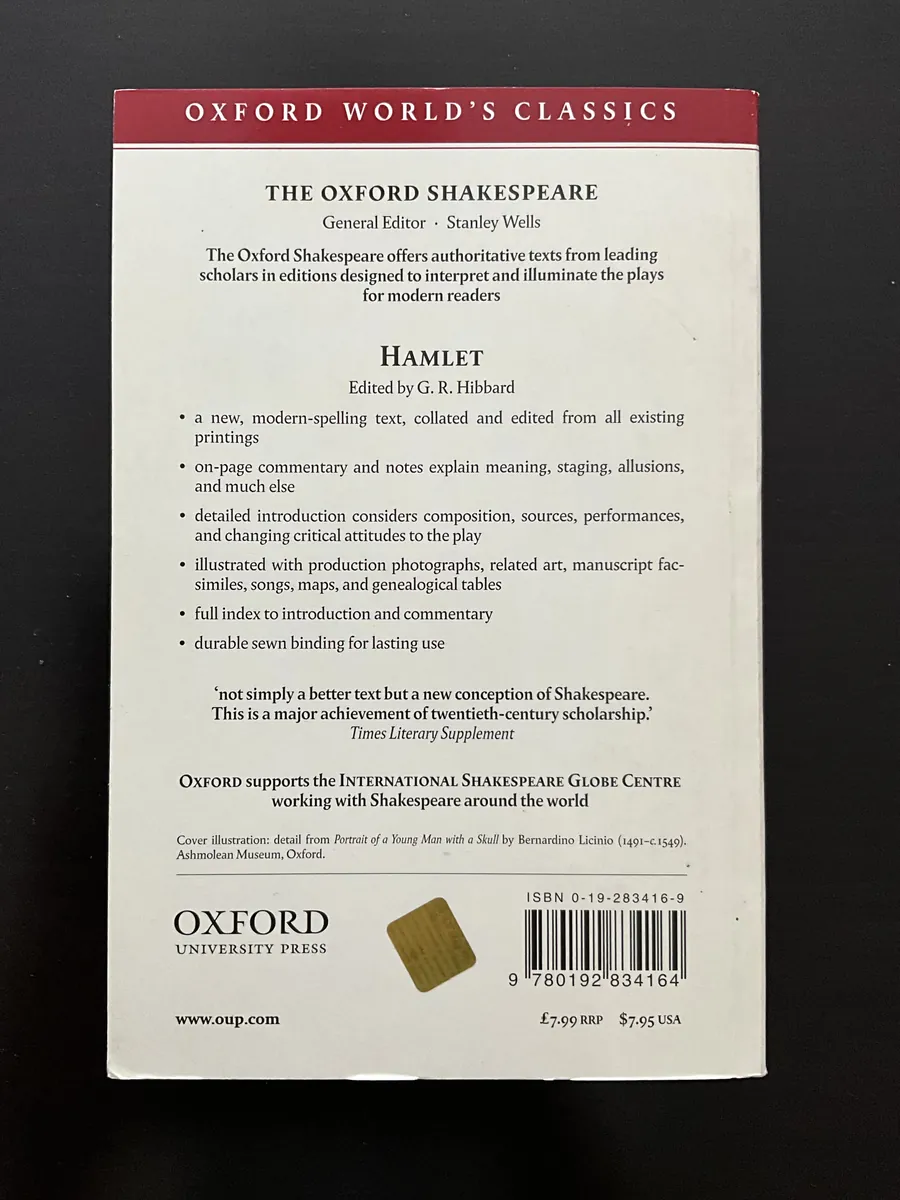 OXFORD WORLD'S CLASSICS
THE OXFORD SHAKESPEARE
General Editor · Stanley Wells
The Oxford Shakespeare offers authoritative texts from leading
scholars in editions designed to interpret and illuminate the plays
for modern readers
HAMLET
Edited by G. R. Hibbard
• a new, modern-spelling text, collated and edited from all existing
printings
• on-page commentary and notes explain meaning, staging, allusions,
and much else
• detailed introduction considers composition, sources, performances,
and changing critical attitudes to the play
• illustrated with production photographs, related art, manuscript fac-
similes, songs, maps, and genealogical tables
• full index to introduction and commentary
• durable sewn binding for lasting use
‘not simply a better text but a new conception of Shakespeare.
This is a major achievement of twentieth-century scholarship.’
Times Literary Supplement
OXFORD supports the INTERNATIONAL SHAKESPEARE GLOBE CENTRE
working with Shakespeare around the world
Cover illustration: detail from Portrait of a Young Man with a Skull by Bernardino Licinio (1491–c.1549).
Ashmolean Museum, Oxford.
OXFORD
UNIVERSITY PRESS
www.oup.com
ISBN 0-19-283416-9
9 780192 834164
£7.99 RRP $7.95 USA